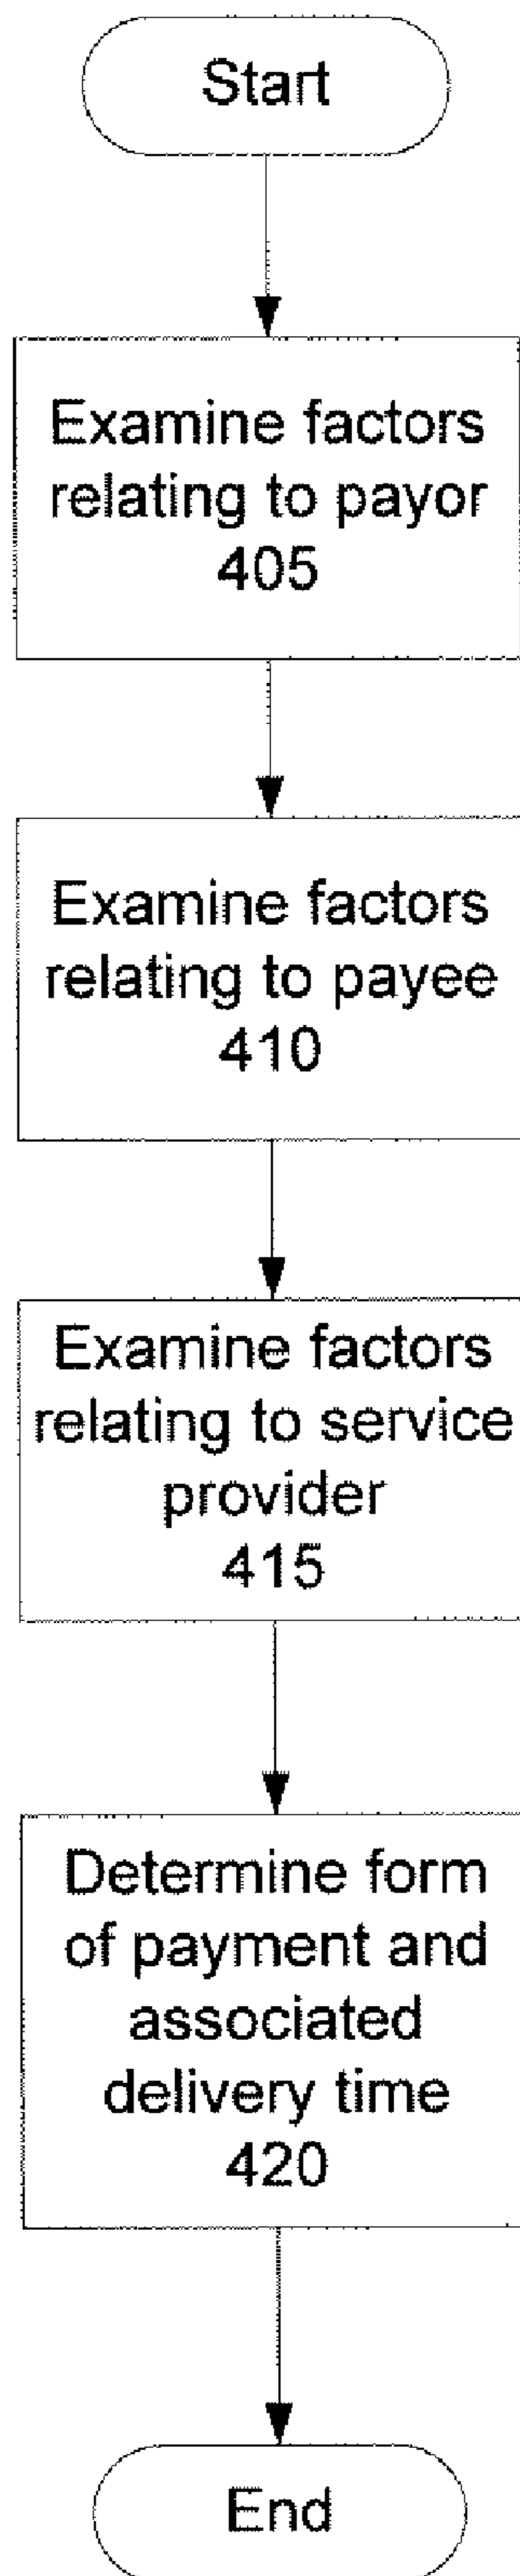 Start
Examine factors
relating to payor
405
Examine factors
relating to payee
410
Examine factors
relating to service
provider
415
Determine form
of payment and
associated
delivery time
420
End